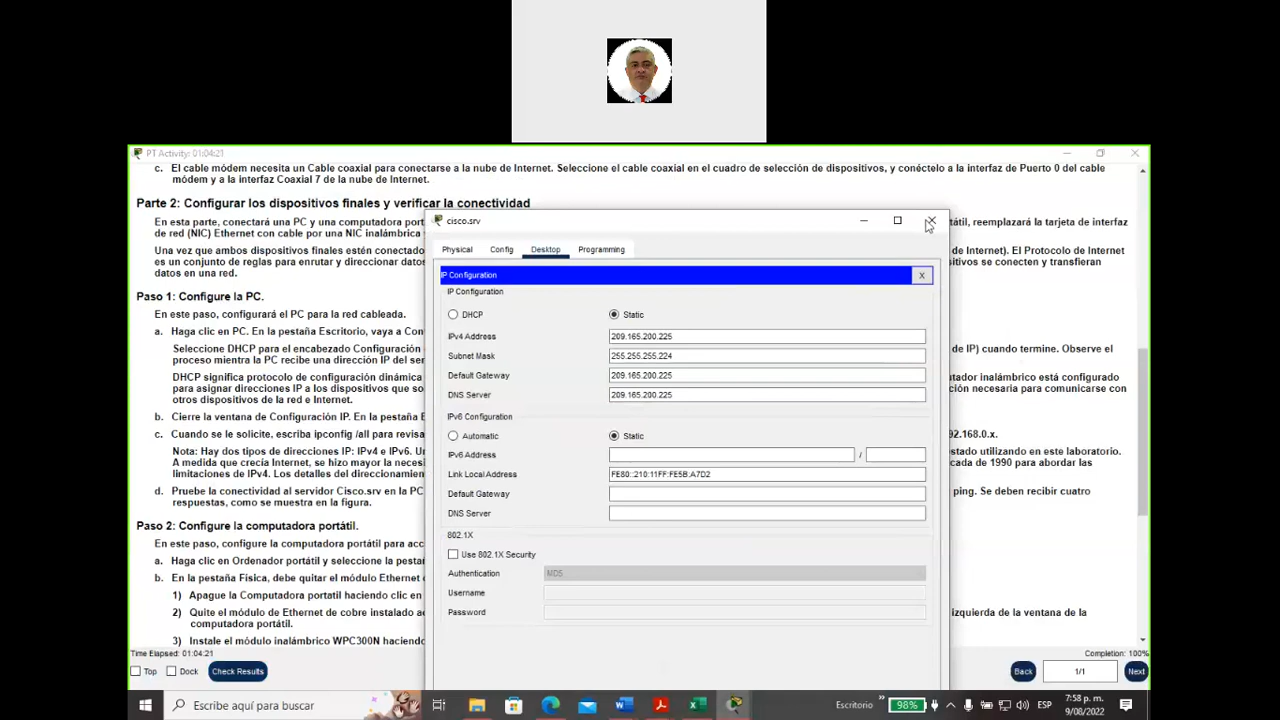 PT Activity: 01:04:21
c. El cable módem necesita un Cable coaxial para conectarse a la nube de Internet. Seleccione el cable coaxial en el cuadro de selección de dispositivos, y conéctelo a la interfaz de Puerto 0 del cable
módem y a la interfaz Coaxial 7 de la nube de Internet.
Parte 2: Configurar los dispositivos finales y verificar la conectividad
En esta parte, conectará una PC y una computadora por
tátil, reemplazará la tarjeta de interfaz
de red (NIC) Ethernet con cable por una NIC inalámbrica
Una vez que ambos dispositivos finales estén conectado
de Internet). El Protocolo de Internet
es un conjunto de reglas para enrutar y direccionar dato
sitivos se conecten y transfieran
datos en una red.
Paso 1: Configure la PC.
En este paso, configurará el PC para la red cableada.
a. Haga clic en PC. En la pestaña Escritorio, vaya a Co
Seleccione DHCP para el encabezado Configuración
de IP) cuando termine. Observe el
proceso mientra la PC recibe una dirección IP del ser
DHCP significa protocolo de configuración dinámica
utador inalámbrico está configurado
para asignar direcciones IP a los dispositivos que so
ón necesaria para comunicarse con
otros dispositivos de la red e Internet.
b. Cierre la ventana de Configuración IP. En la pestaña E
c. Cuando se le solicite, escriba ipconfig /all para revisa
92.168.0.x.
Nota: Hay dos tipos de direcciones IP: IPv4 e IPv6. U
stado utilizando en este laboratorio.
A medida que crecía Internet, se hizo mayor la neces
cada de 1990 para abordar las
limitaciones de IPv4. Los detalles del direccionamien
d. Pruebe la conectividad al servidor Cisco.srv en la PC
ping. Se deben recibir cuatro
respuestas, como se muestra en la figura.
Paso 2: Configure la computadora portátil.
En este paso, configure la computadora portátil para acc
a. Haga clic en Ordenador portátil y seleccione la pesta
b. En la pestaña Física, debe quitar el módulo Ethernet
1) Apague la Computadora portatil haciendo clic en
2) Quite el módulo de Ethernet de cobre instalado a
izquierda de la ventana de la
computadora portátil.
3) Instale el módulo inalámbrico WPC300N haciendo
cisco.srv
Physical Config Desktop Programming
IP Configuration X
IP Configuration
DHCP Static
IPv4 Address 209.165.200.225
Subnet Mask 255.255.255.224
Default Gateway 209.165.200.225
DNS Server 209.165.200.225
IPv6 Configuration
Automatic Static
IPv6 Address /
Link Local Address FE80::210:11FF:FE5B:A7D2
Default Gateway
DNS Server
802.1X
Use 802.1X Security
Authentication MD5
Username
Password
Time Elapsed: 01:04:21 Completion: 100%
Top Dock Check Results Back 1/1 Next
Escribe aquí para buscar Escritorio » 98% ESP 7:58 p. m.
9/08/2022